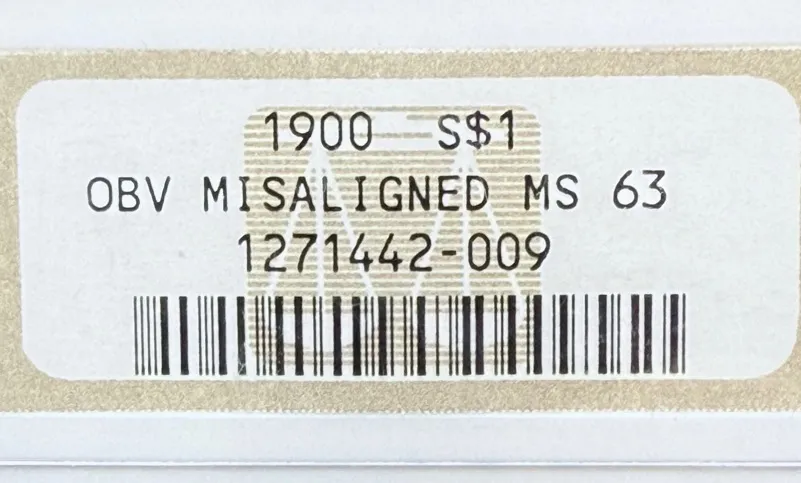 1900 S$1
OBV MISALIGNED MS 63
1271442-009